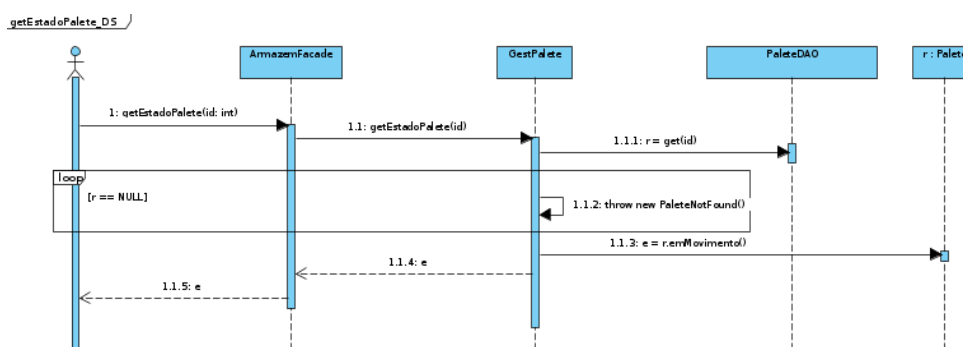 getEstadoPalete_DS
ArmazemFacade
GestPalete
PaleteDAO
r : Palete
1: getEstadoPalete(id: int)
1.1: getEstadoPalete(id)
1.1.1: r = get(id)
loop
[r == NULL]
1.1.2: throw new PaleteNotFound()
1.1.3: e = r.emMovimento()
1.1.4: e
1.1.5: e